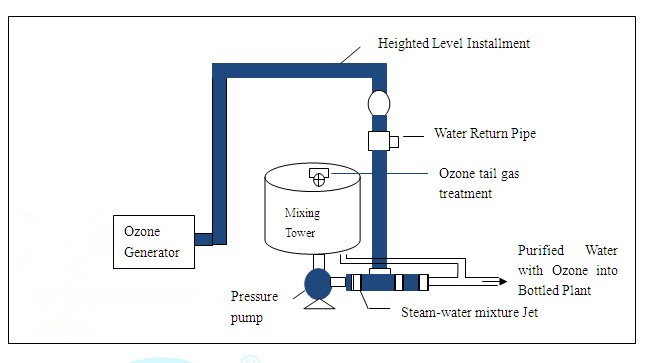 Heighted Level Installment
Water Return Pipe
Ozone tail gas
treatment
Mixing
Tower
Ozone
Generator
Purified Water
with Ozone into
Bottled Plant
Pressure
pump
Steam-water mixture Jet